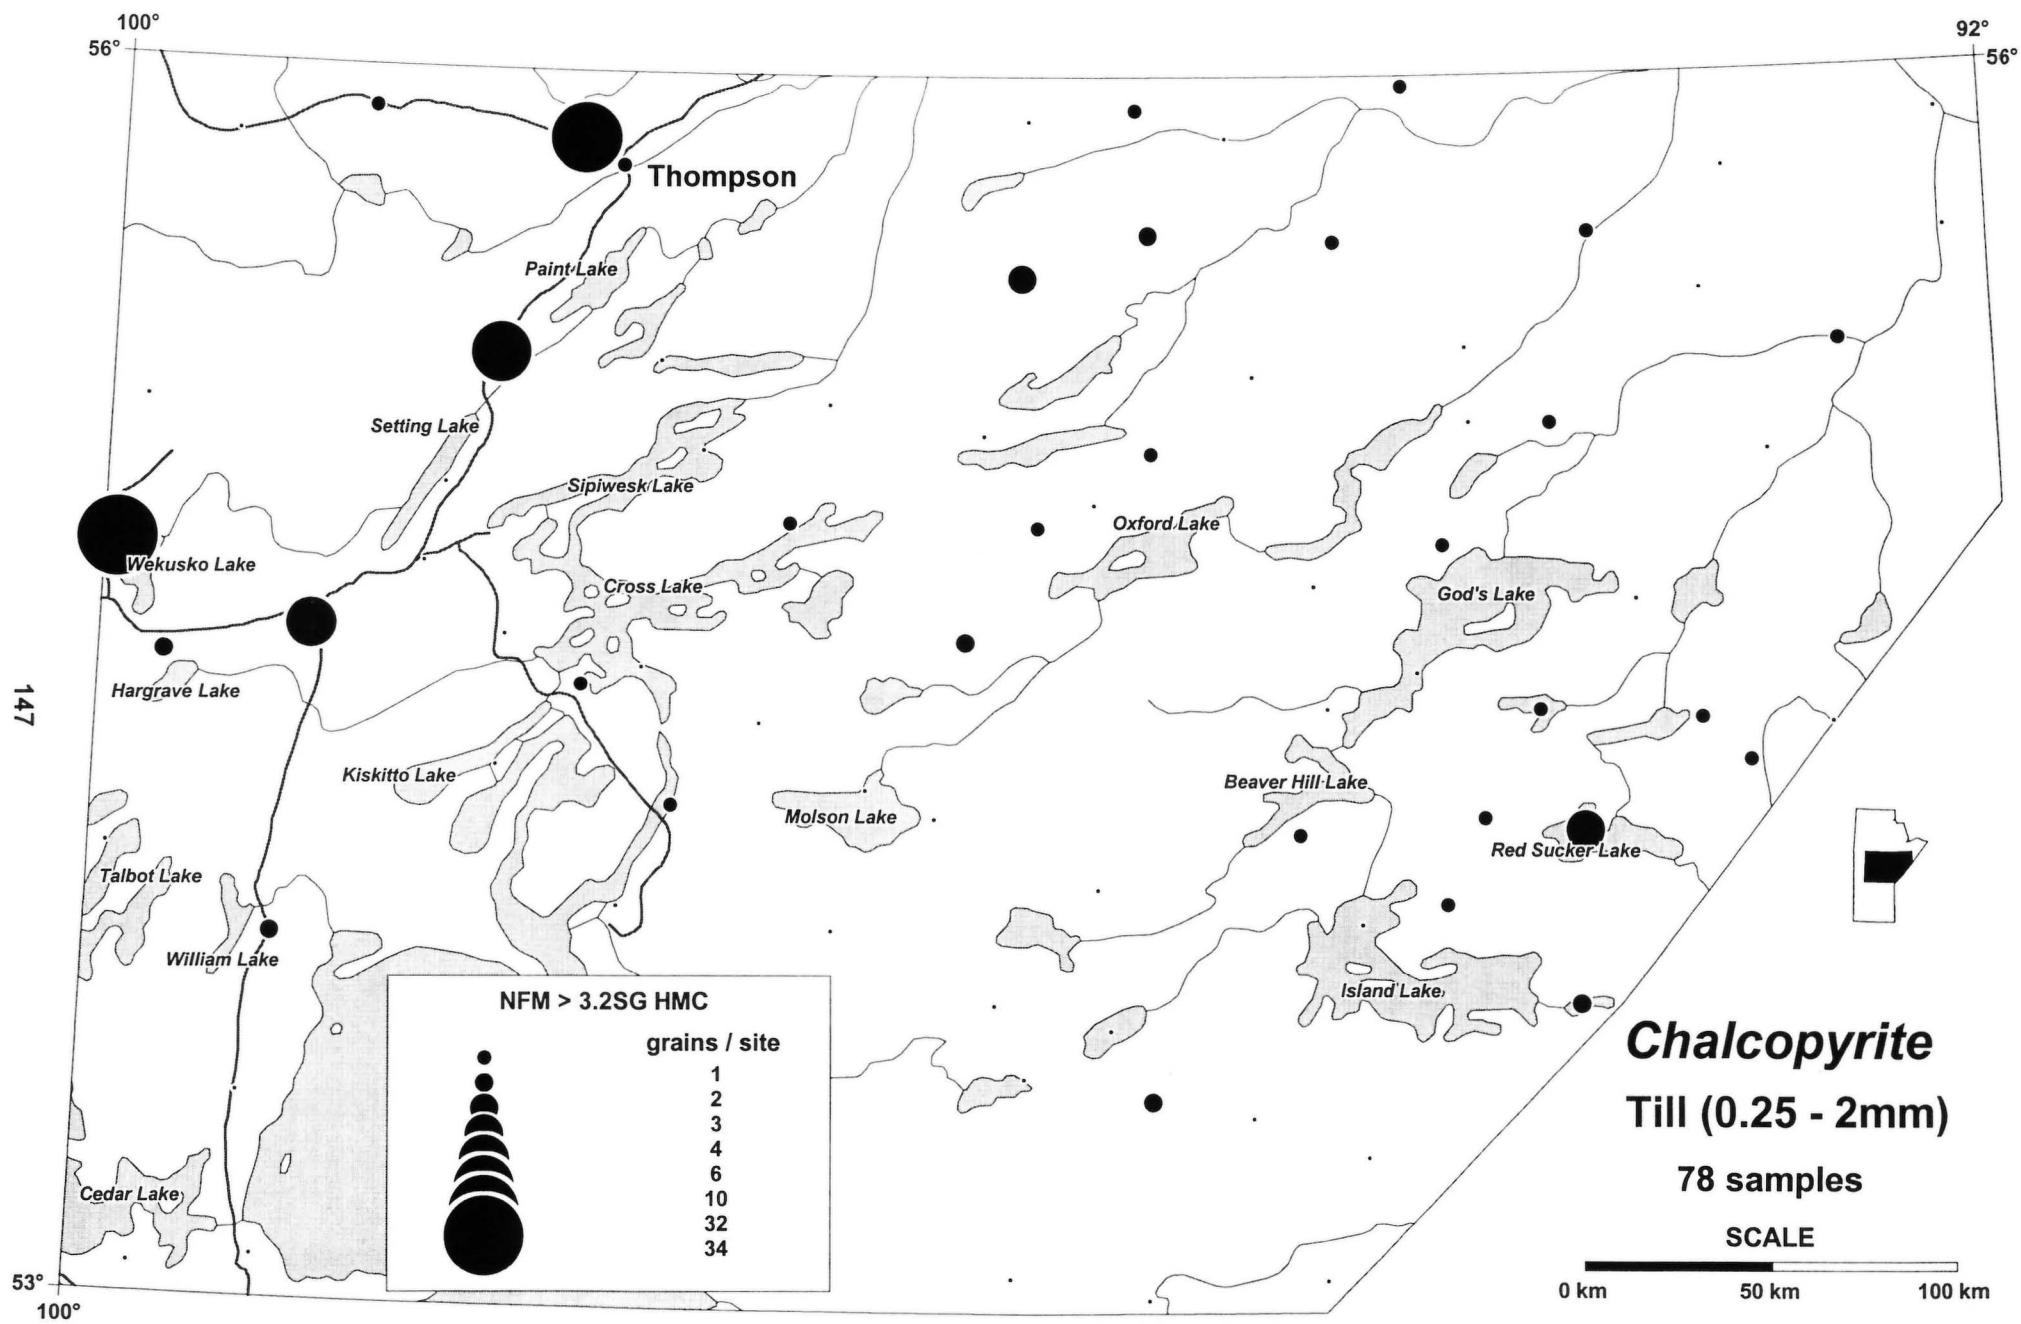 100°
92°
56°
56°
Thompson
Paint Lake
Setting Lake
Sipiwesk Lake
Oxford Lake
Wekusko Lake
Cross Lake
God's Lake
Hargrave Lake
147
Kiskitto Lake
Beaver Hill Lake
Molson Lake
Red Sucker Lake
Talbot Lake
William Lake
Island Lake
NFM > 3.2SG HMC
grains / site
1
2
3
4
6
10
32
34
Chalcopyrite
Till (0.25 - 2mm)
78 samples
SCALE
0 km 50 km 100 km
Cedar Lake
53°
100°